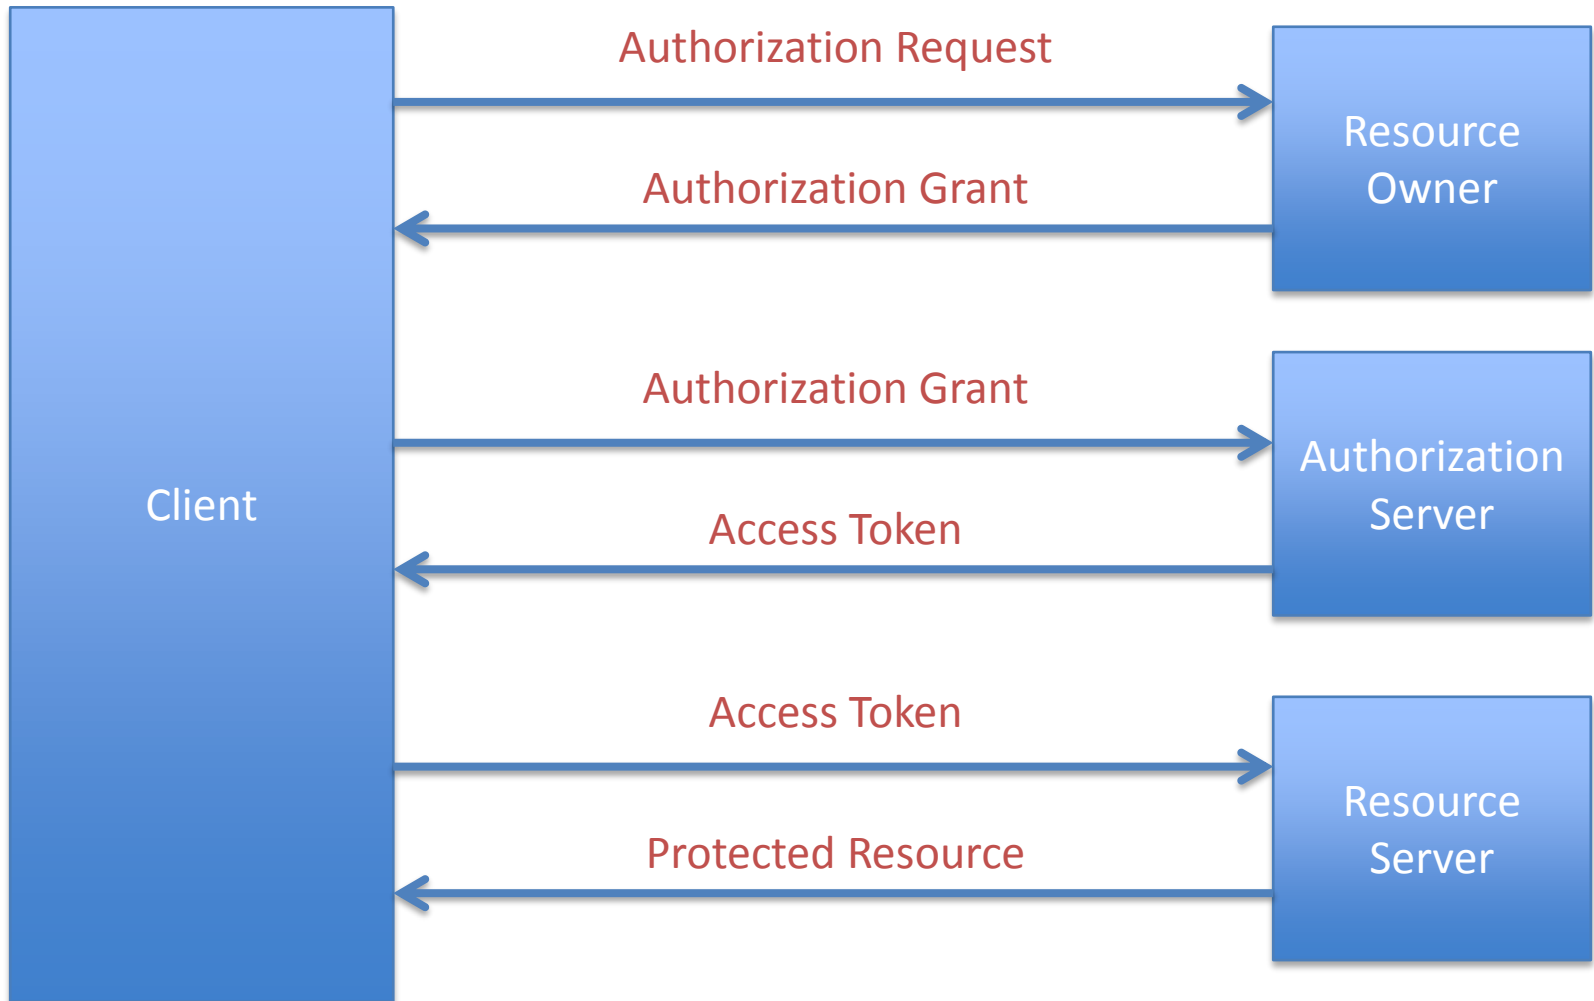 Authorization Request
Resource
Owner
Authorization Grant
Authorization Grant
Authorization
Server
Client
Access Token
Access Token
Resource
Server
Protected Resource